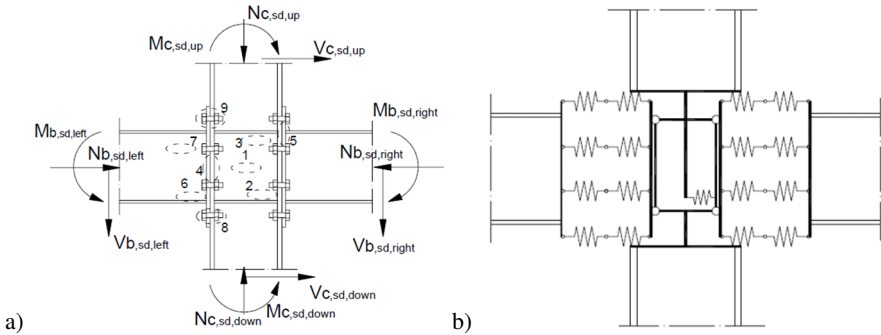 Nc,sd,up
Mc,sd,up
Vc,sd,up
9
Mb,sd,left
Mb,sd,right
7
3
5
Nb,sd,left
1
Nb,sd,right
4
6
2
8
Vb,sd,left
Vb,sd,right
Vc,sd,down
Mc,sd,down
Nc,sd,down
a)
b)